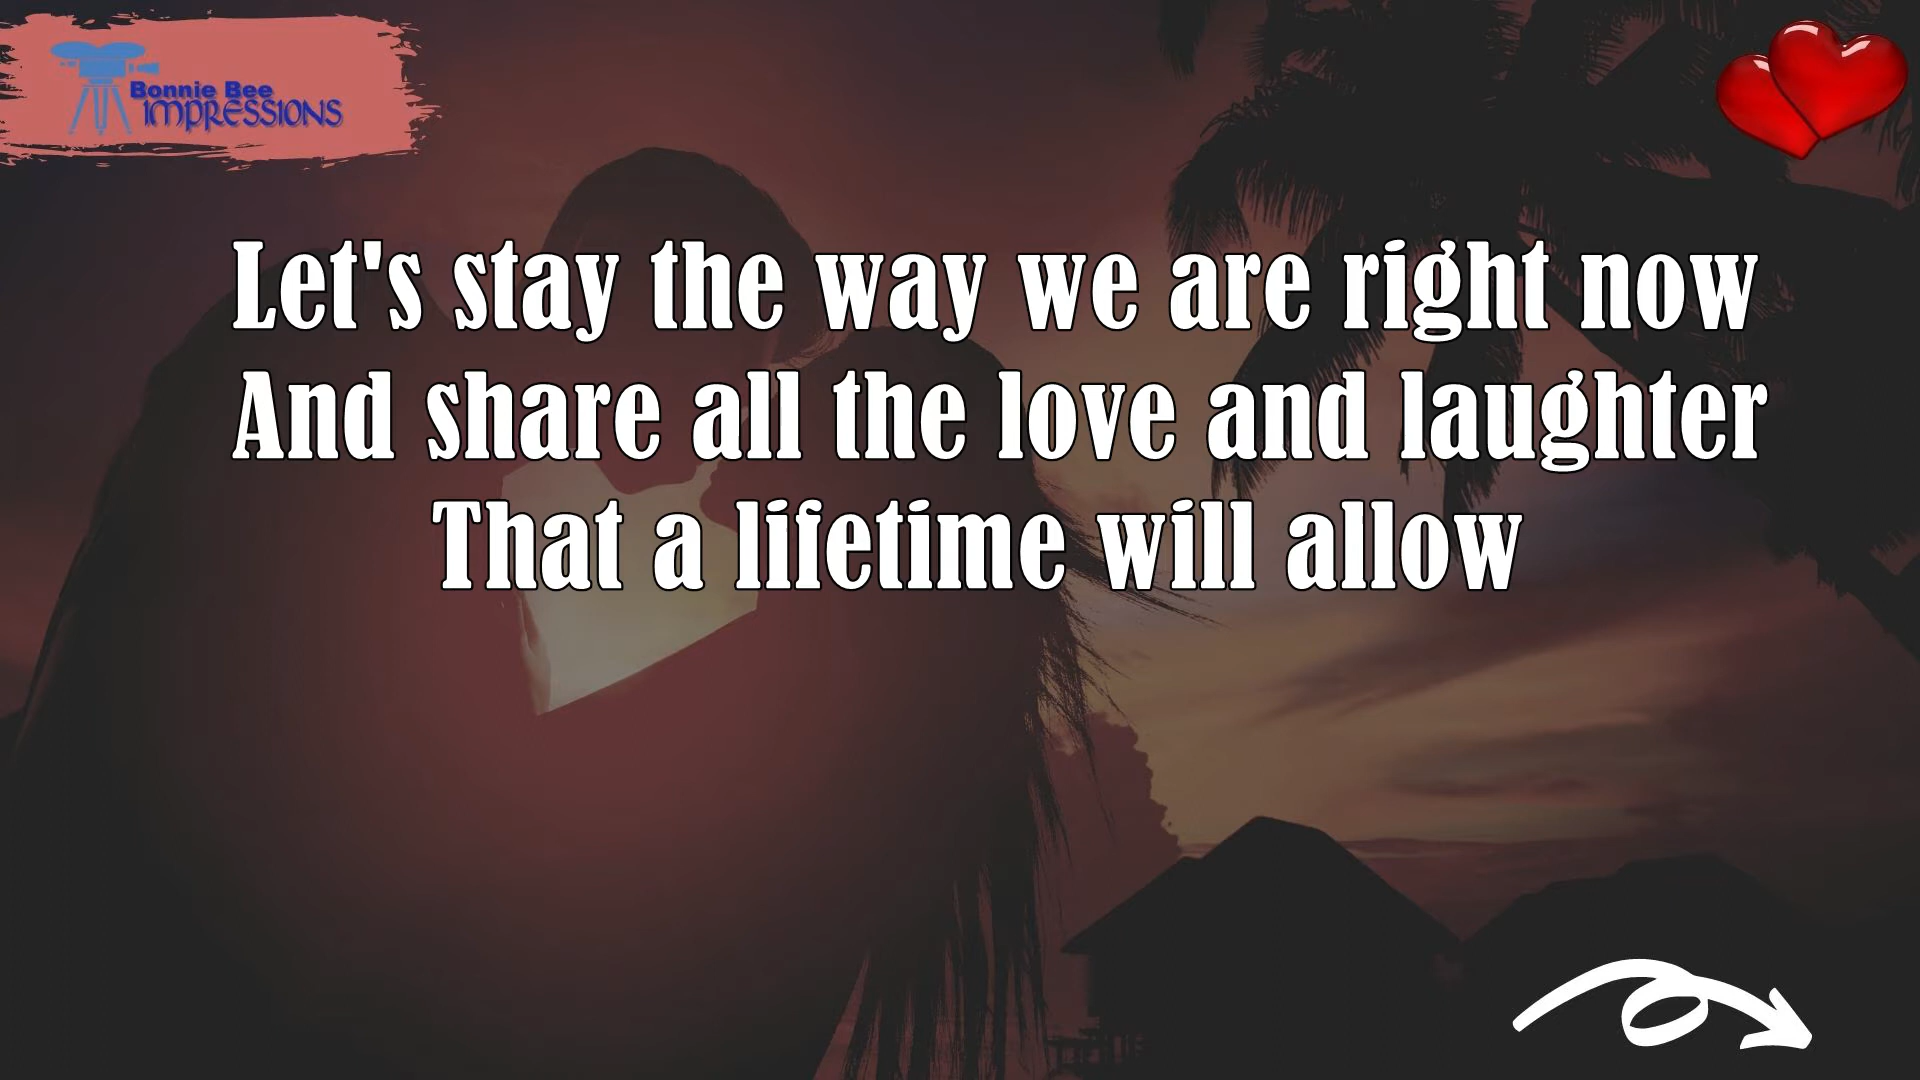 Bonnie Bee
IMPRESSIONS
Let's stay the way we are right now
And share all the love and laughter
That a lifetime will allow